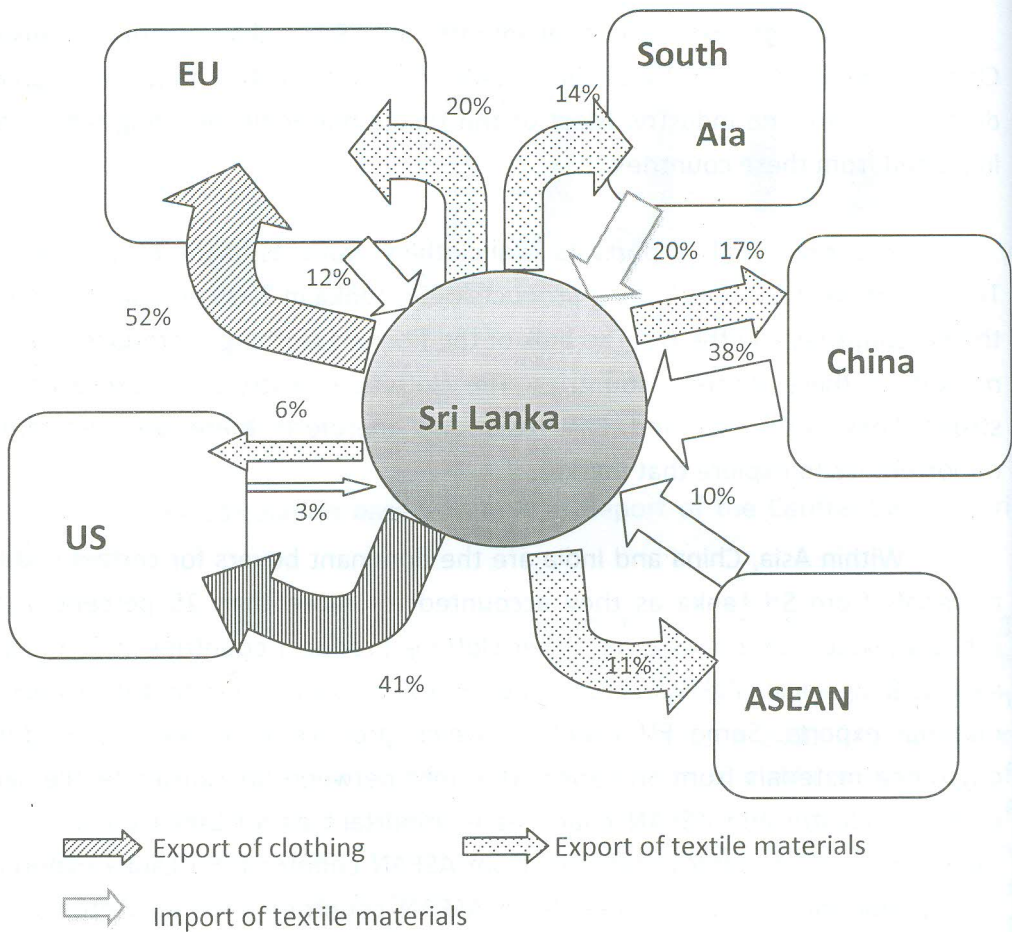 EU
South
Aia
20%
14%
12%
20% 17%
52%
38%
China
Sri Lanka
6%
3%
10%
US
11%
41%
ASEAN
Export of clothing
Export of textile materials
Import of textile materials